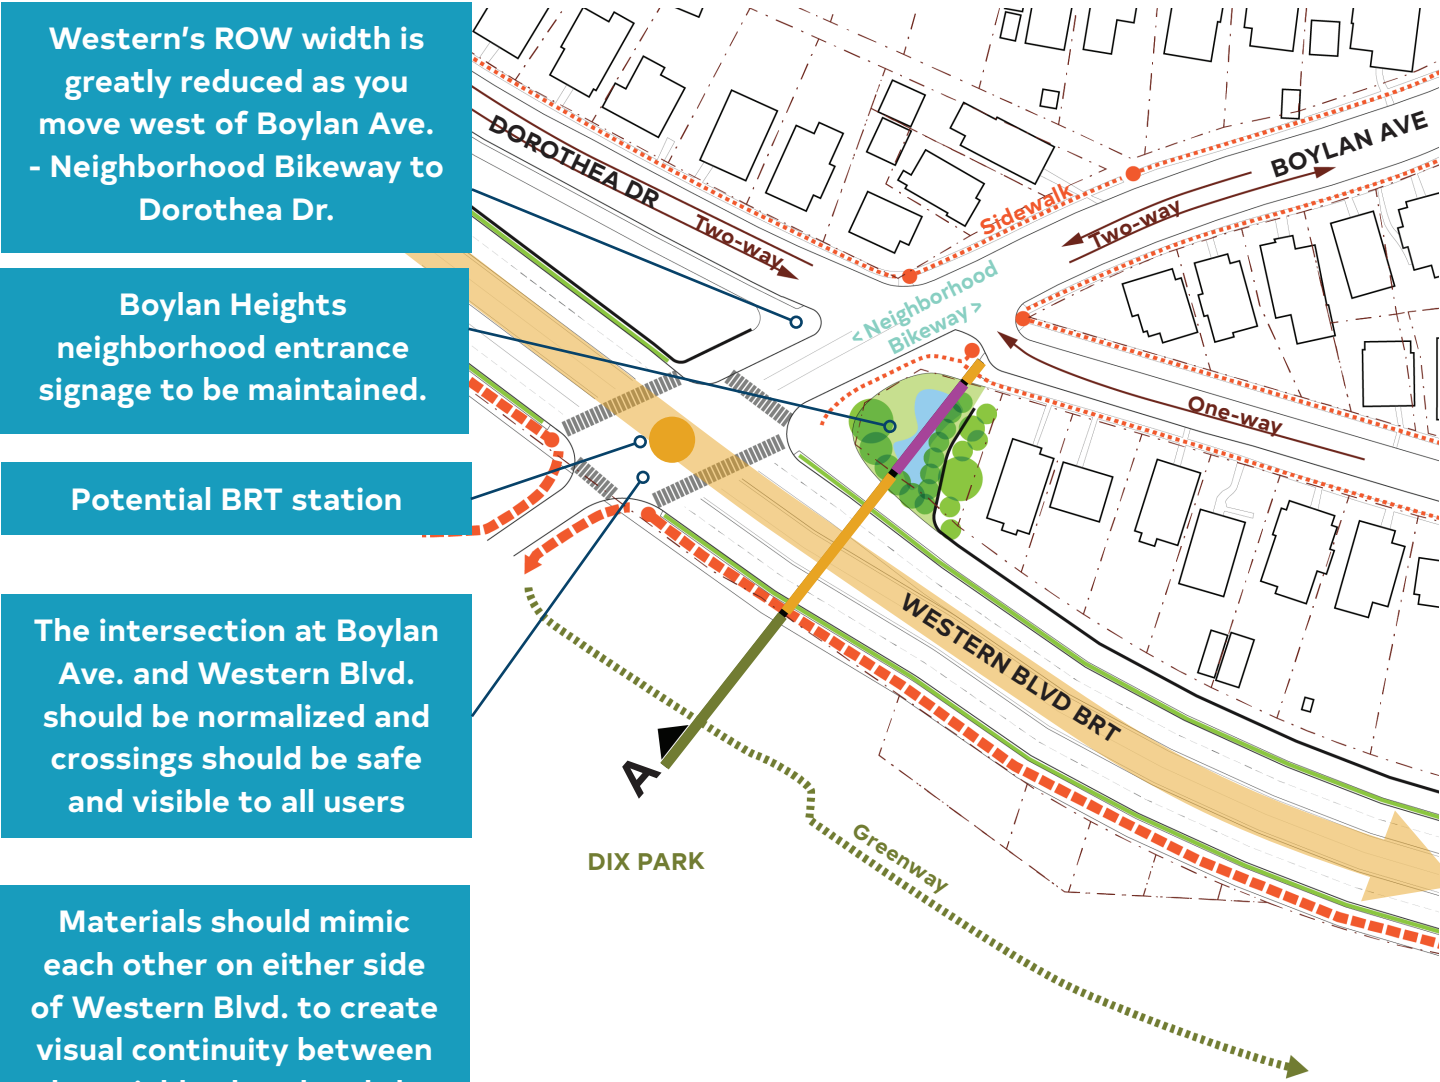 Western's ROW width is
greatly reduced as you
move west of Boylan Ave.
- Neighborhood Bikeway to
Dorothea Dr.
Boylan Heights
neighborhood entrance
signage to be maintained.
Potential BRT station
The intersection at Boylan
Ave. and Western Blvd.
should be normalized and
crossings should be safe
and visible to all users
Materials should mimic
each other on either side
of Western Blvd. to create
visual continuity between
DOROTHEA DR
Two-way
Sidewalk
BOYLAN AVE
Two-way
< Neighborhood
Bikeway >
One-way
WESTERN BLVD BRT
A
DIX PARK
Greenway